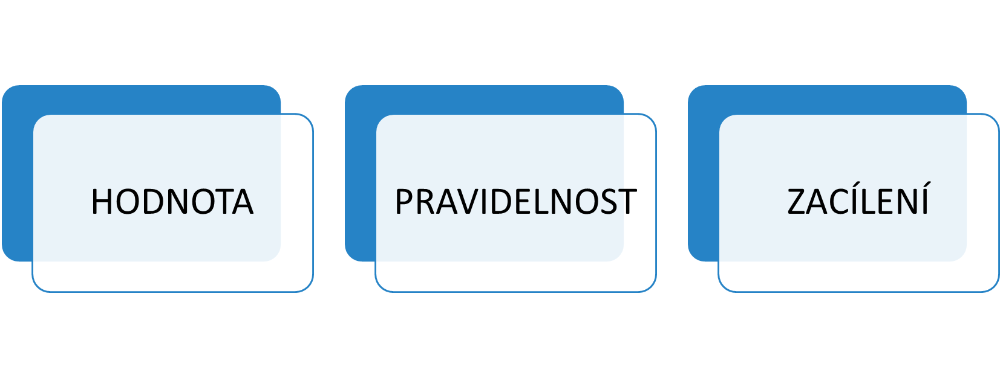 HODNOTA
PRAVIDELNOST
ZACÍLENÍ